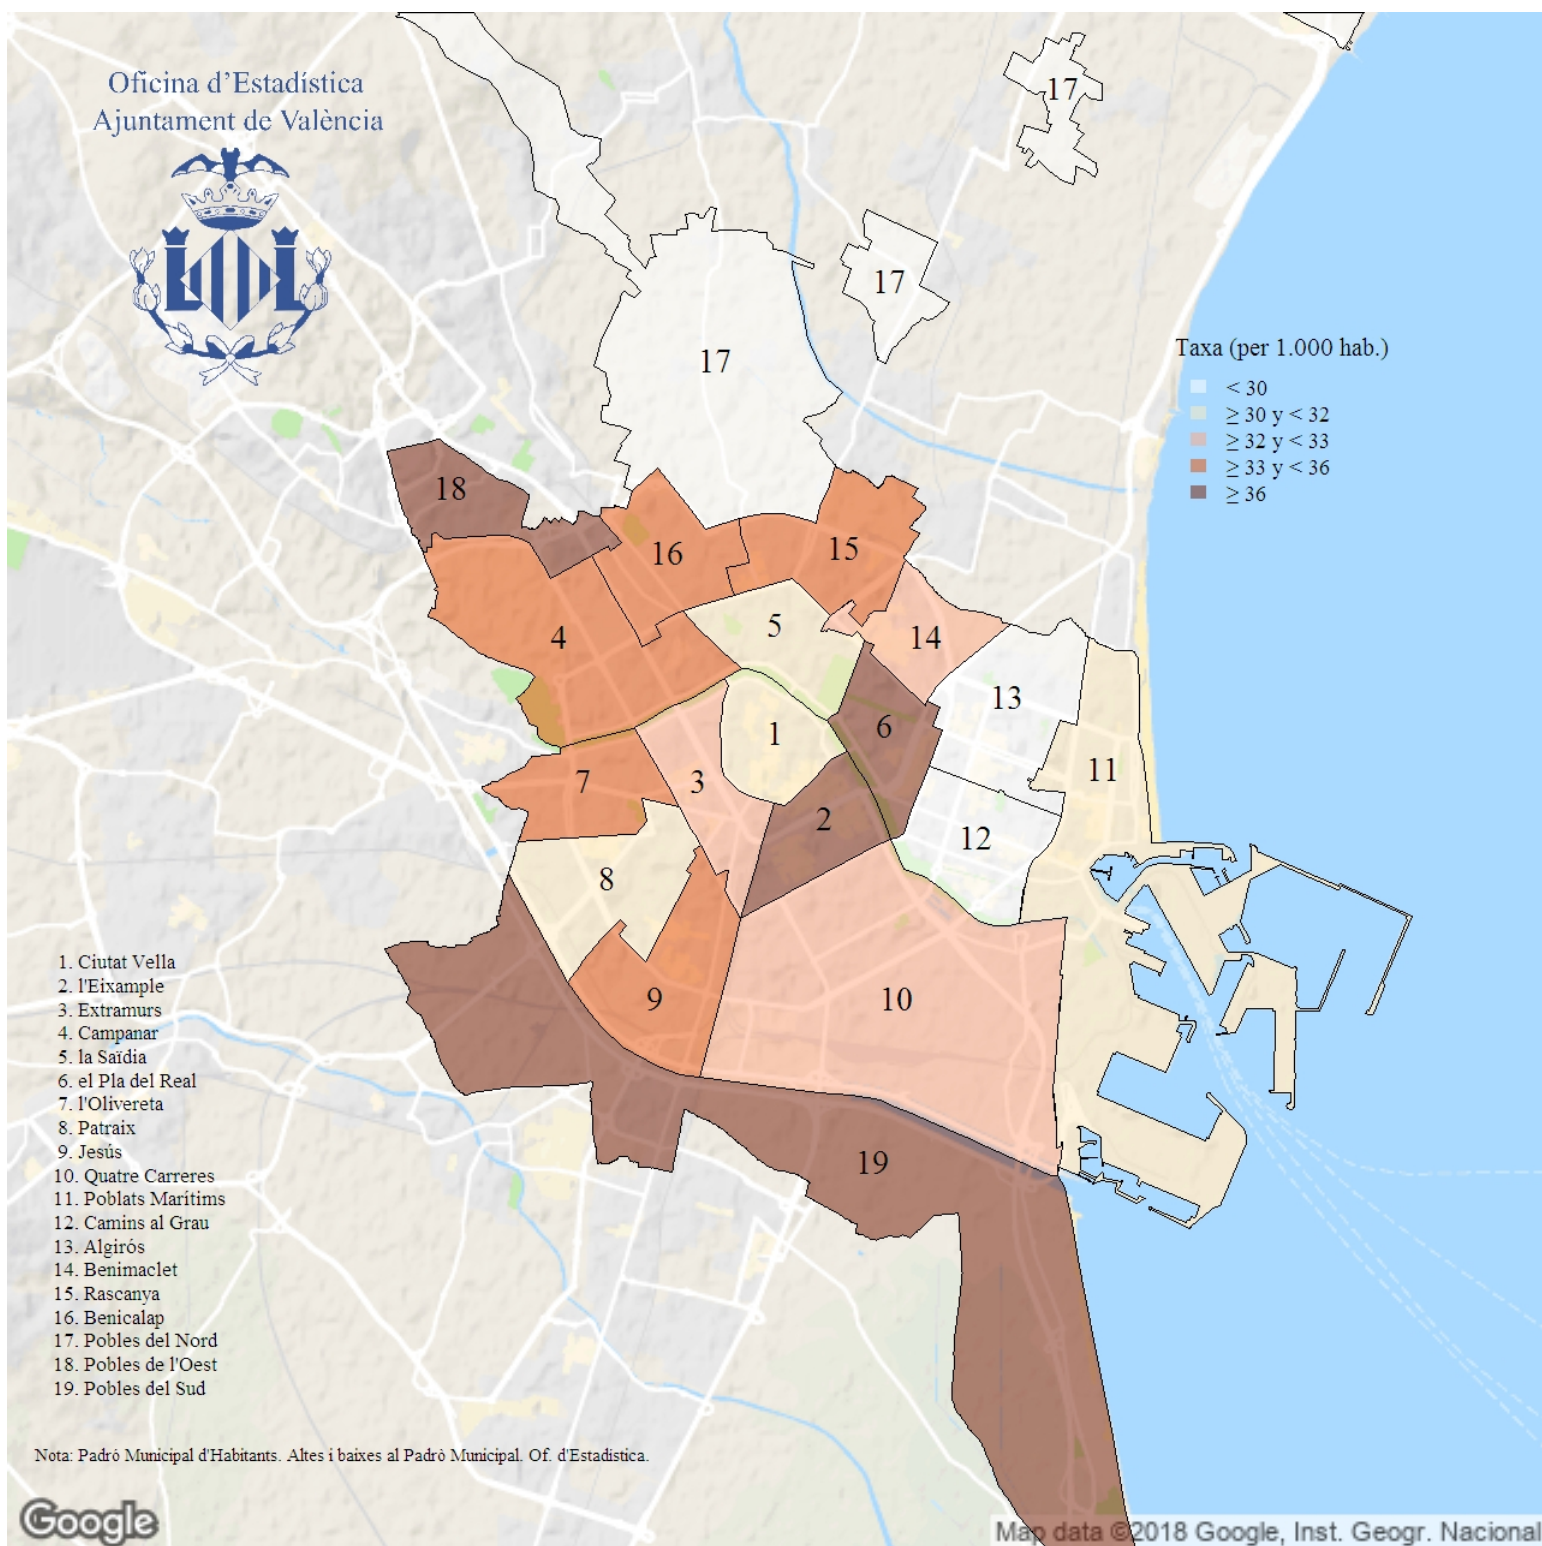 Oficina d'Estadística
Ajuntament de València
17
17
17
Taxa (per 1.000 hab.)
< 30
≥ 30 y < 32
≥ 32 y < 33
≥ 33 y < 36
≥ 36
18
16
15
4
5
14
13
6
1
11
7
3
2
12
8
9
10
19
1. Ciutat Vella
2. l'Eixample
3. Extramurs
4. Campanar
5. la Saïdia
6. el Pla del Real
7. l'Olivereta
8. Patraix
9. Jesús
10. Quatre Carreres
11. Poblats Marítims
12. Camins al Grau
13. Algirós
14. Benimaclet
15. Rascanya
16. Benicalap
17. Pobles del Nord
18. Pobles de l'Oest
19. Pobles del Sud
Nota: Padrò Municipal d'Habitants. Altes i baixes al Padrò Municipal. Of. d'Estadistica.
Google
Map data ©2018 Google, Inst. Geogr. Nacional